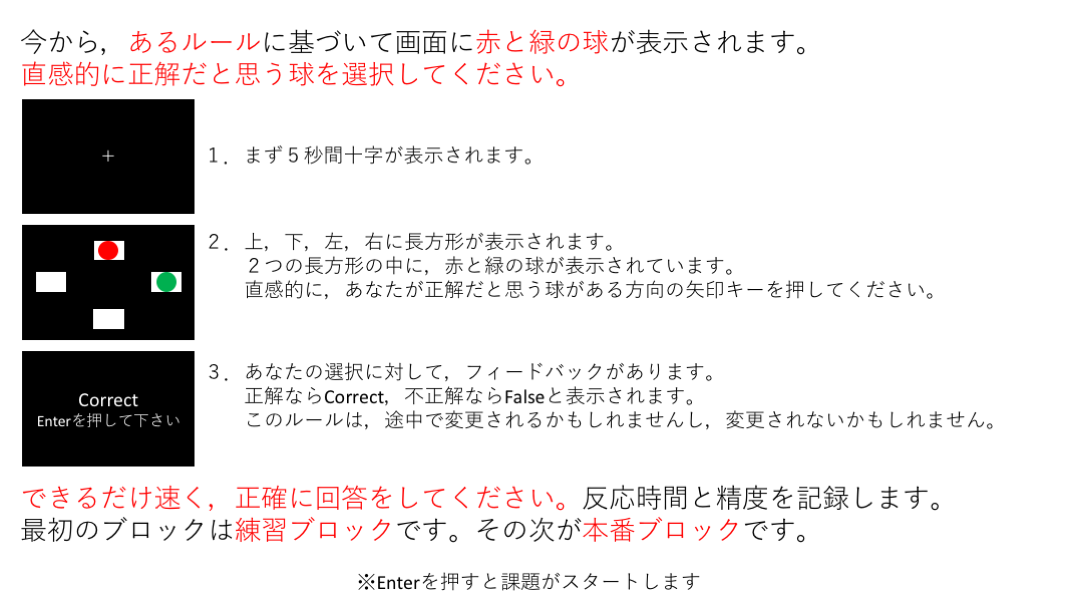 今から，あるルールに基づいて画面に赤と緑の球が表示されます。
直感的に正解だと思う球を選択してください。
＋
１．まず５秒間十字が表示されます。
２．上，下，左，右に長方形が表示されます。
２つの長方形の中に，赤と緑の球が表示されています。
直感的に，あなたが正解だと思う球がある方向の矢印キーを押してください。
Correct
Enterを押して下さい
３．あなたの選択に対して，フィードバックがあります。
正解ならCorrect，不正解ならFalseと表示されます。
このルールは，途中で変更されるかもしれませんし，変更されないかもしれません。
できるだけ速く，正確に回答をしてください。反応時間と精度を記録します。
最初のブロックは練習ブロックです。その次が本番ブロックです。
※Enterを押すと課題がスタートします